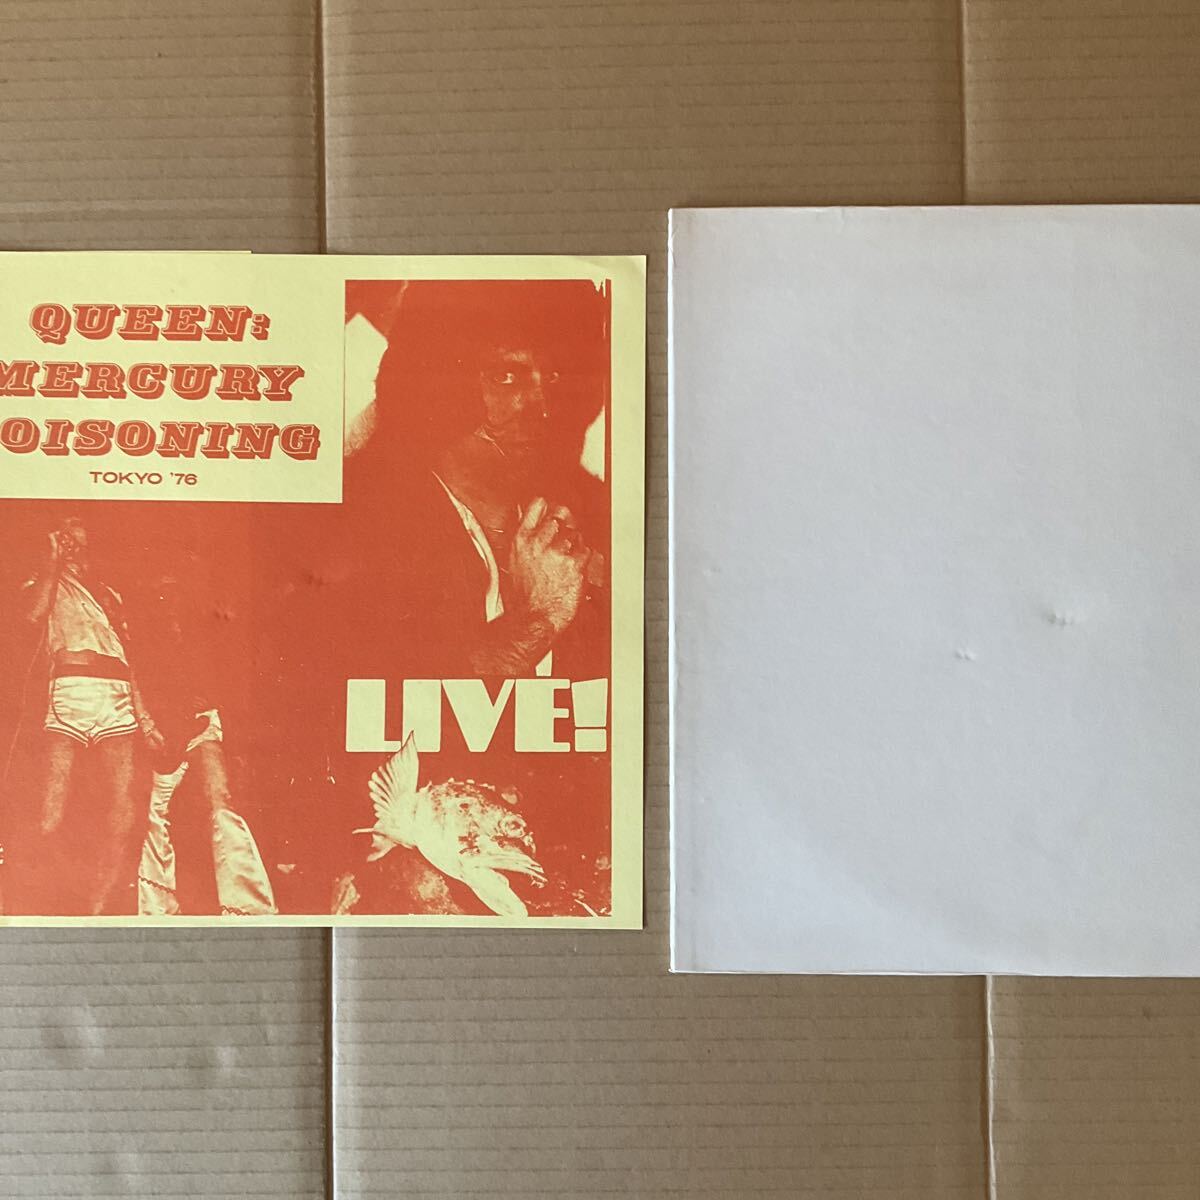 QUEEN:
MERCURY
OISONING
TOKYO '76
LIVE!